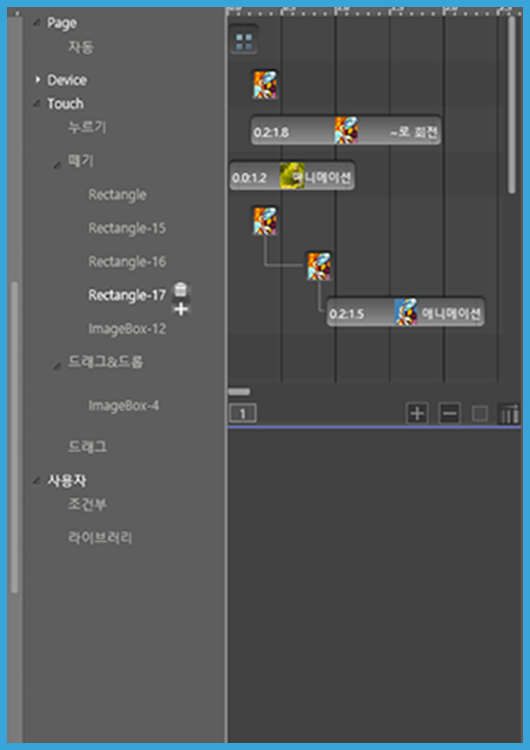 Page
자동
Device
Touch
누르기
떼기
Rectangle
Rectangle-15
Rectangle-16
Rectangle-17
ImageBox-12
드래그&드롭
ImageBox-4
드래그
사용자
조건부
라이브러리
0.2:1.8 ~로 회전
0.0:1.2 애니메이션
0.2:1.5 애니메이션
1